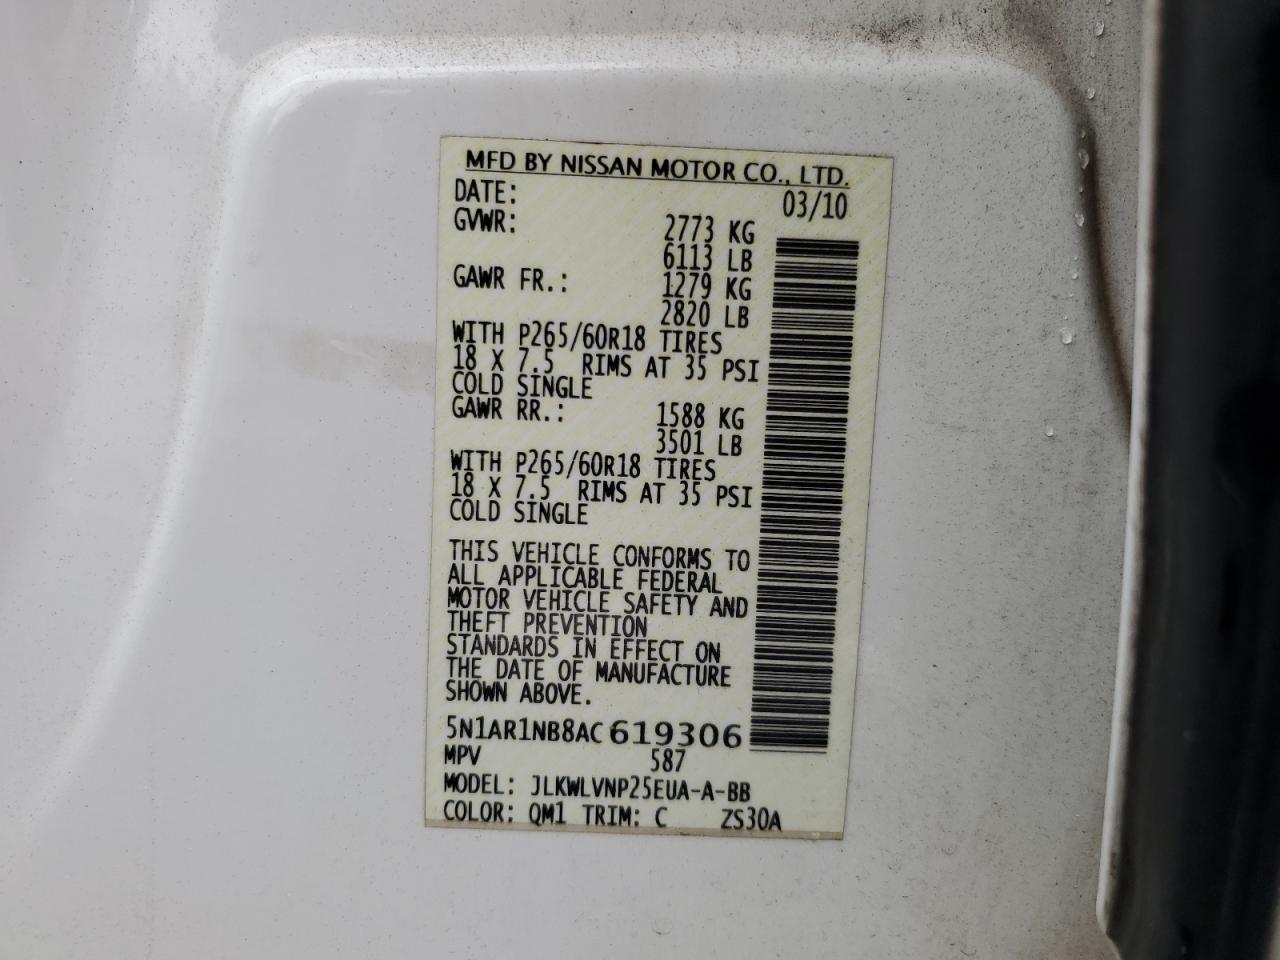 MFD BY NISSAN MOTOR CO., LTD.
DATE: 03/10
GVWR: 2773 KG
6113 LB
GAWR FR.: 1279 KG
2820 LB
WITH P265/60R18 TIRES
18 X 7.5 RIMS AT 35 PSI
COLD SINGLE
GAWR RR.: 1588 KG
3501 LB
WITH P265/60R18 TIRES
18 X 7.5 RIMS AT 35 PSI
COLD SINGLE
THIS VEHICLE CONFORMS TO
ALL APPLICABLE FEDERAL
MOTOR VEHICLE SAFETY AND
THEFT PREVENTION
STANDARDS IN EFFECT ON
THE DATE OF MANUFACTURE
SHOWN ABOVE.
5N1AR1NB8AC619306
MPV 587
MODEL: JLKWLVNP25EUA-A-BB
COLOR: QM1 TRIM: C ZS30A